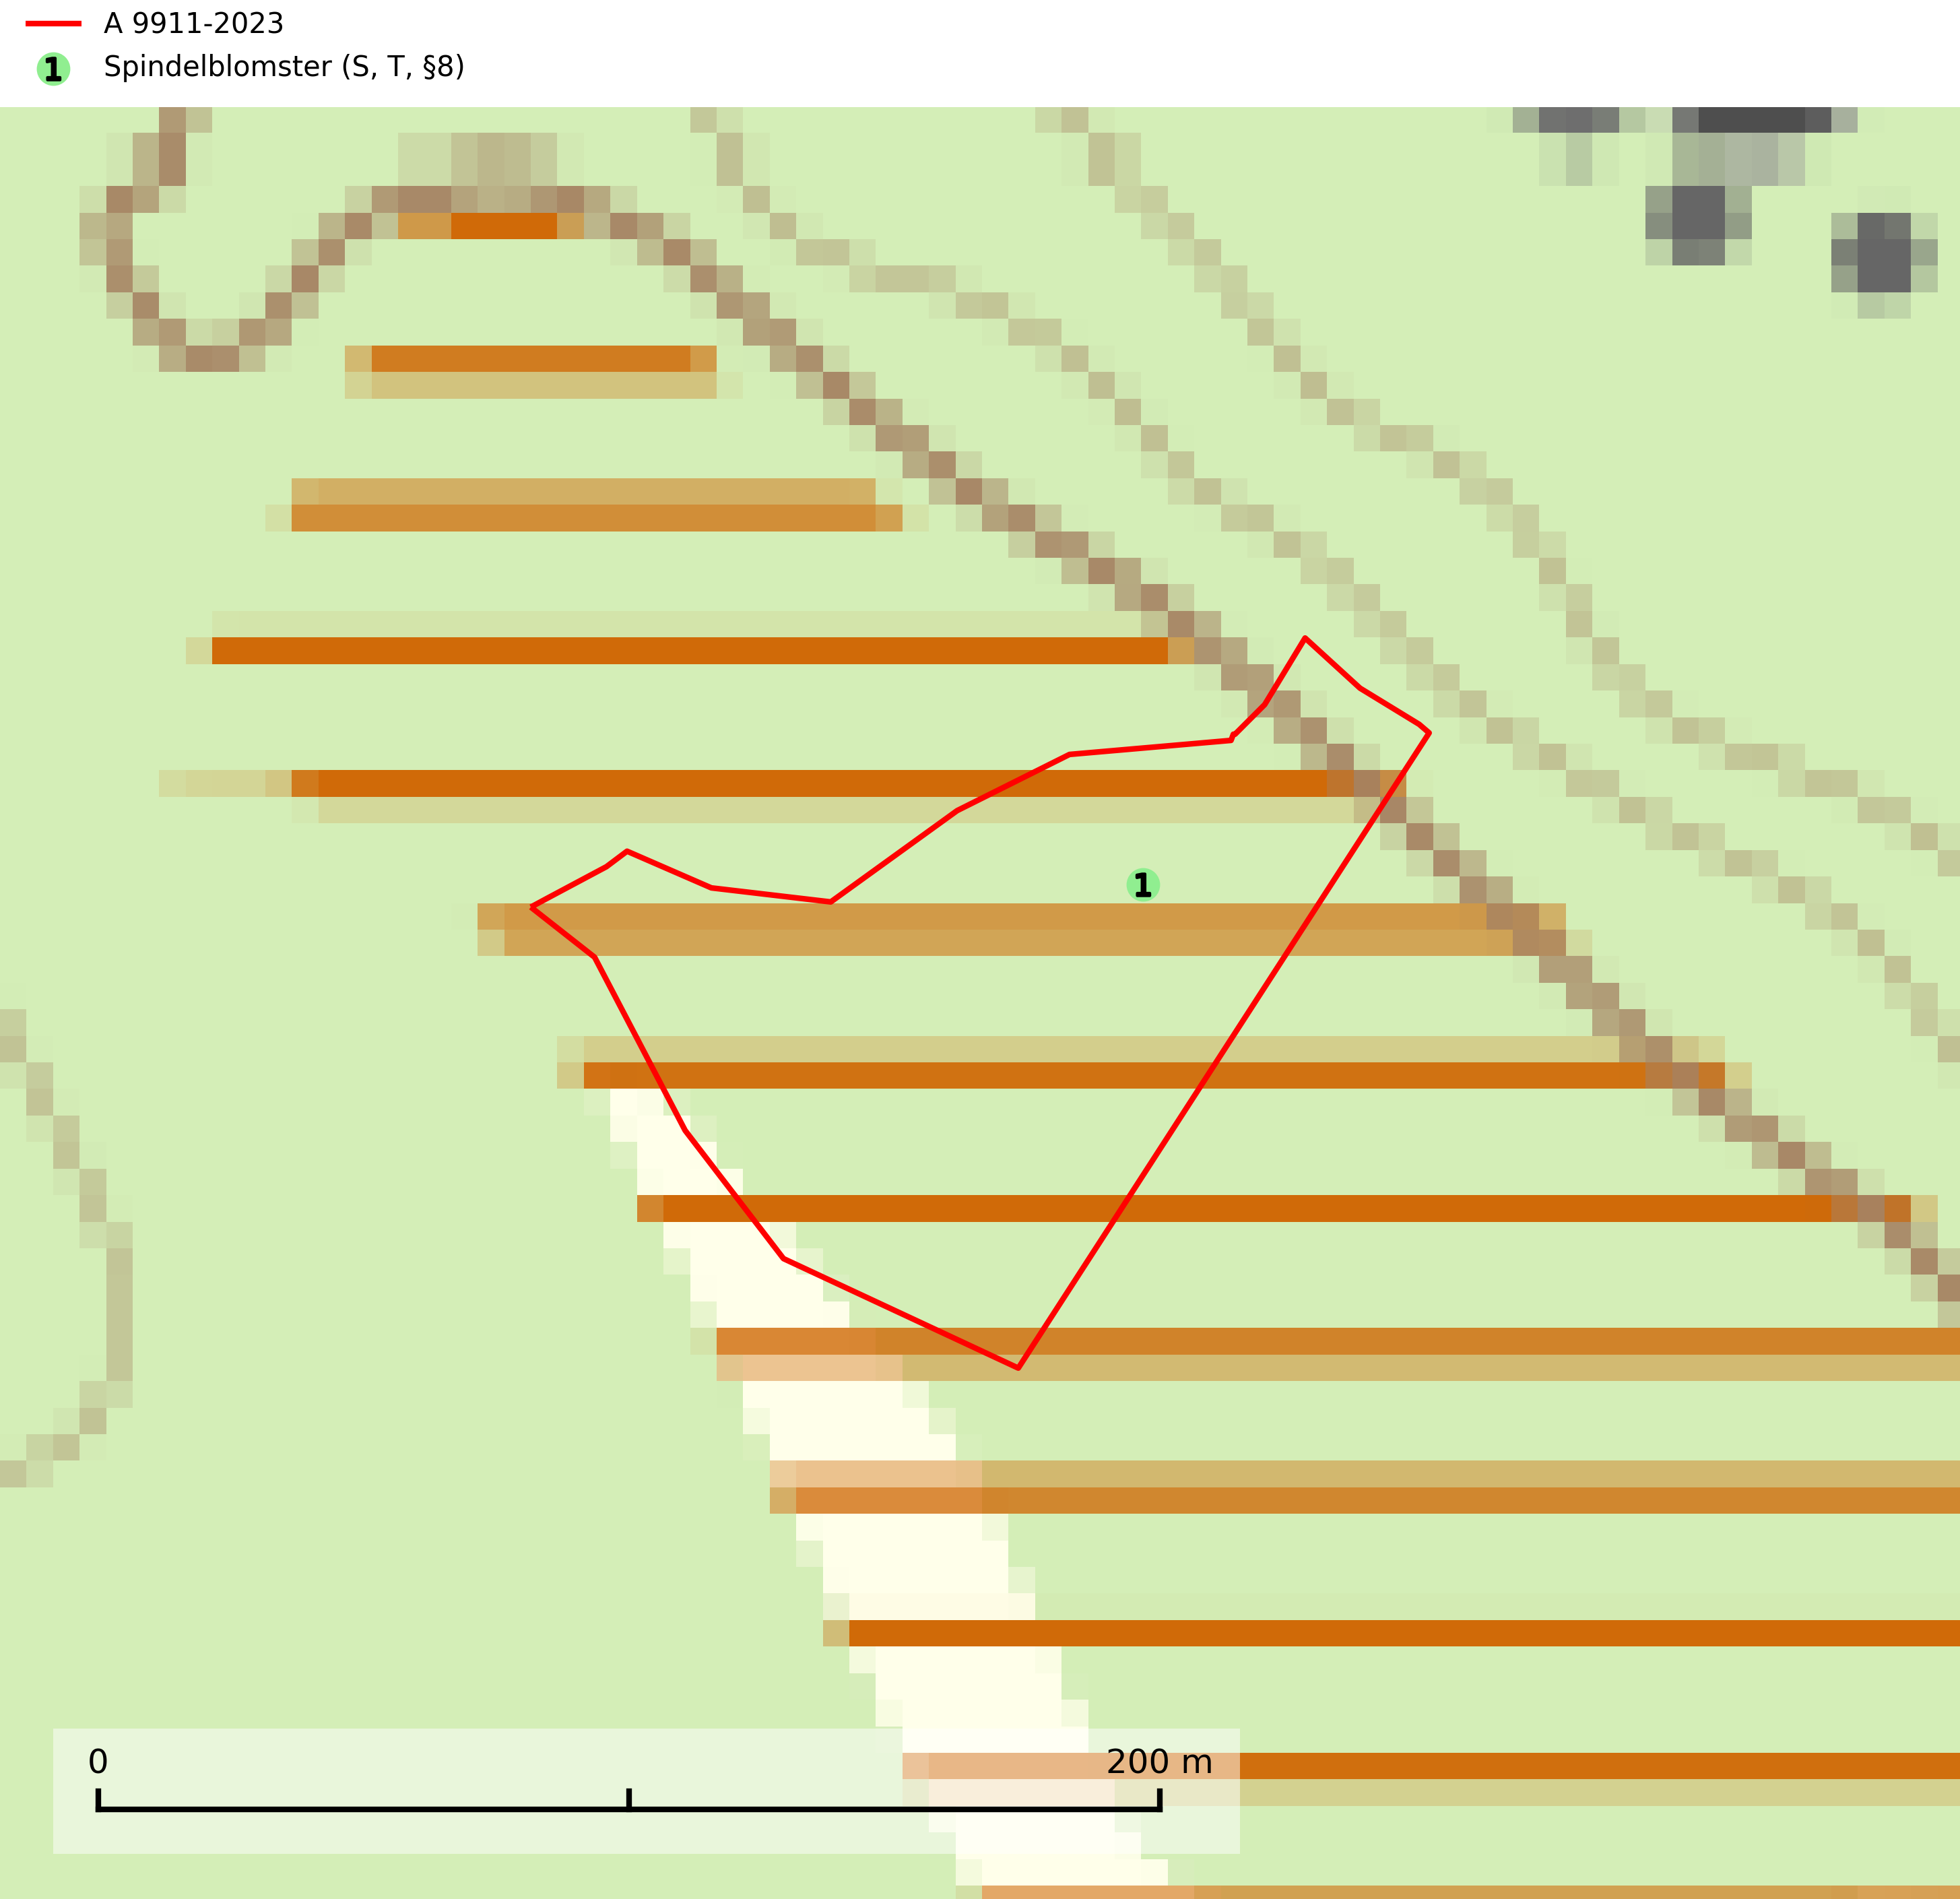 A 9911-2023
1 Spindelblomster (S, T, §8)
1
0 200 m